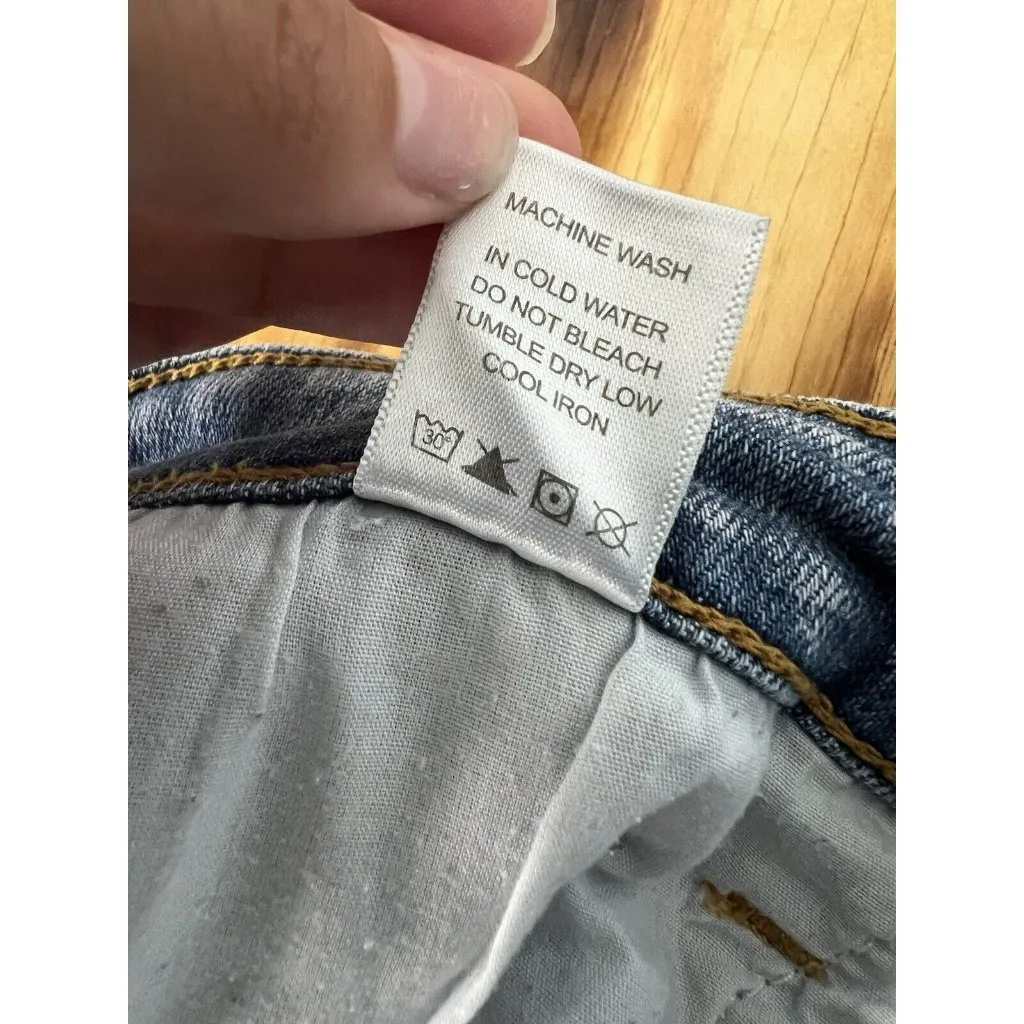 MACHINE WASH
IN COLD WATER
DO NOT BLEACH
TUMBLE DRY LOW
COOL IRON
30°